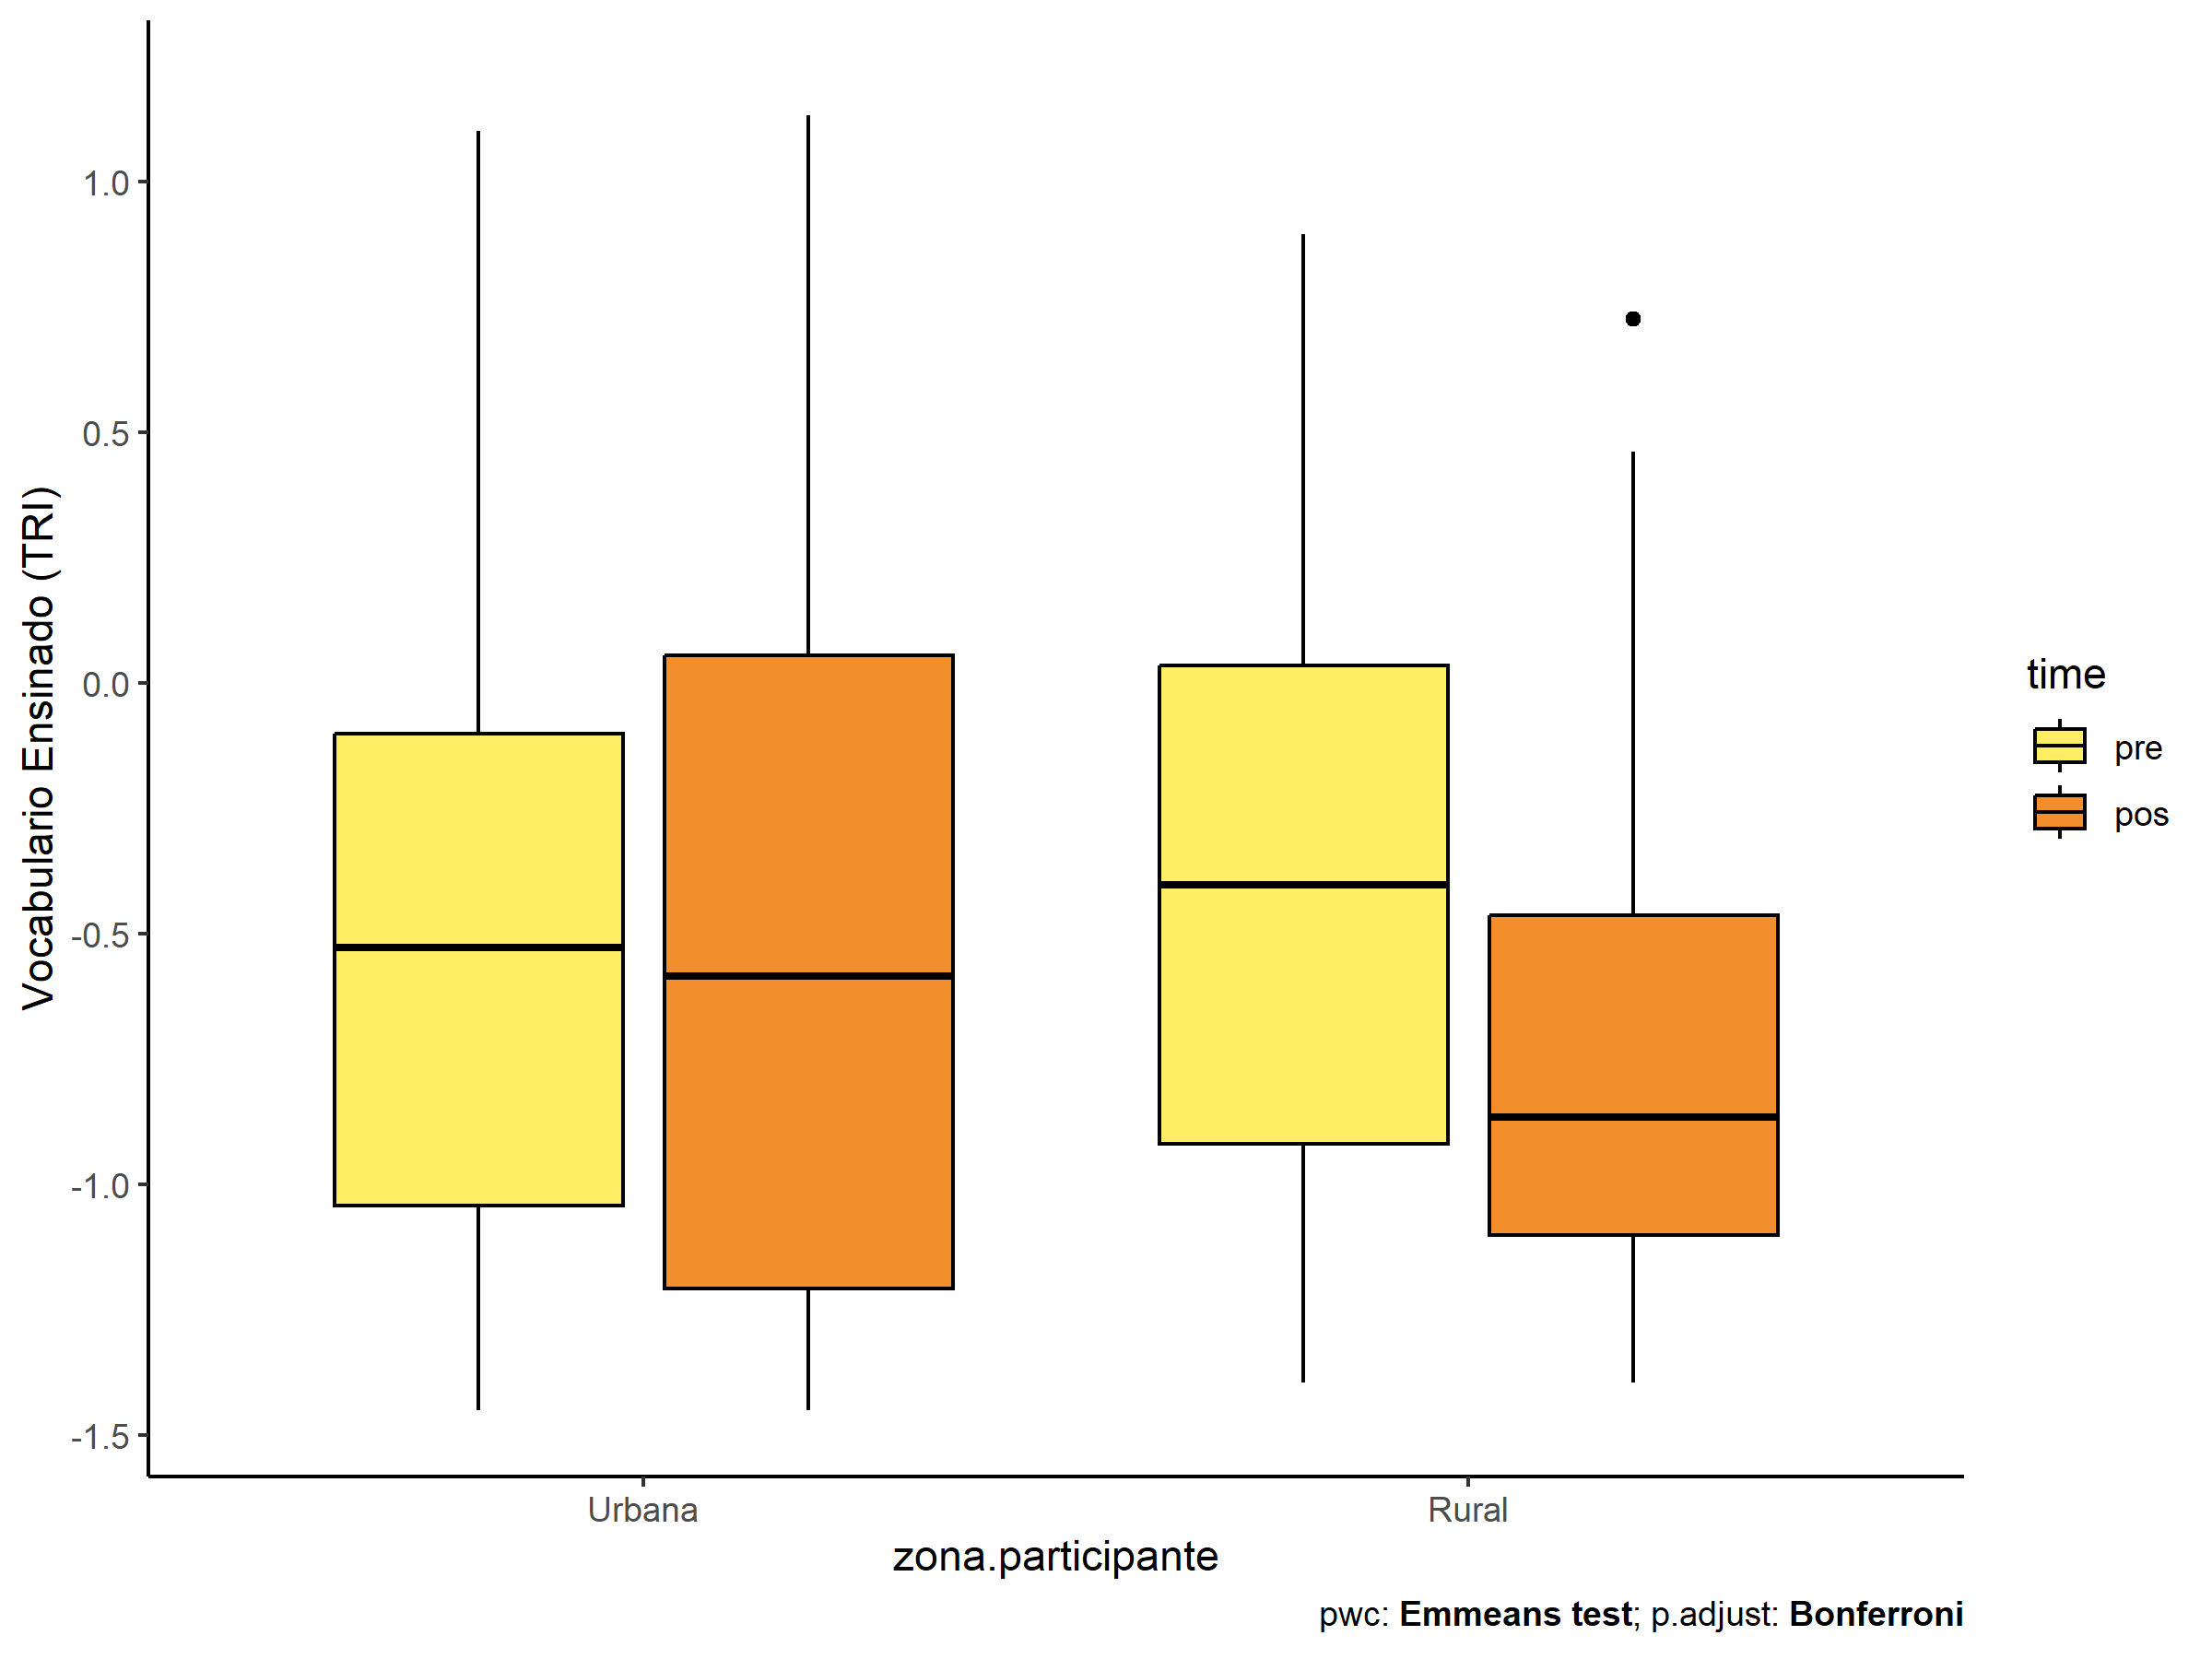 Vocabulario Ensinado (TRI)
1.0
0.5
0.0
-0.5
-1.0
-1.5
Urbana
Rural
zona.participante
time
pre
pos
pwc: Emmeans test; p.adjust: Bonferroni